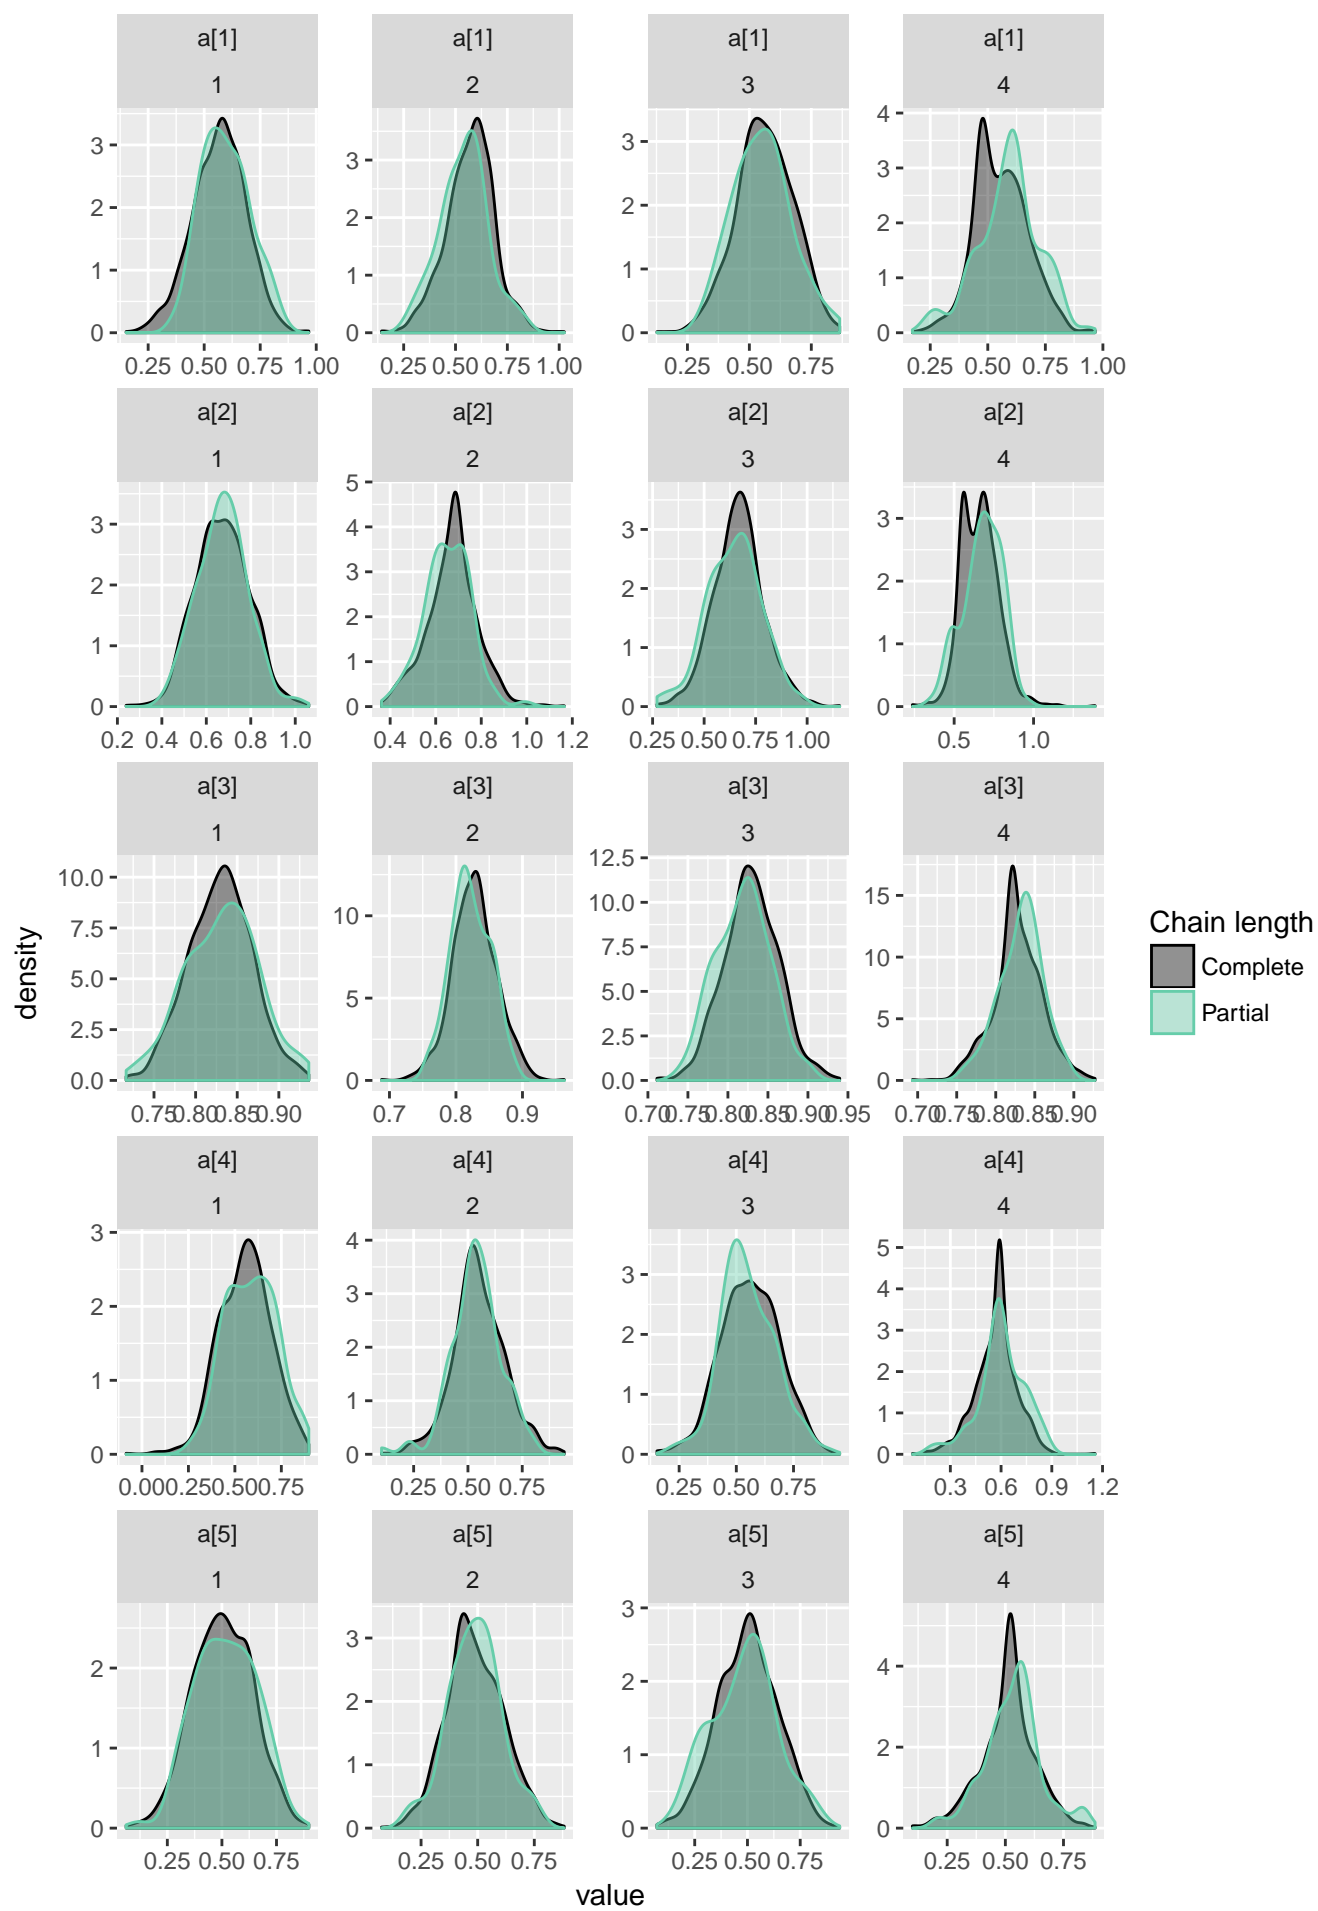 a[1] a[1] a[1] a[1]
1 2 3 4
3 3 3 4
2 2 2 3
1 1 1 2
0 0 0 1
0
0.25 0.50 0.75 1.00 0.25 0.50 0.75 1.00 0.25 0.50 0.75 0.25 0.50 0.75 1.00
a[2] a[2] a[2] a[2]
1 2 3 4
3 5 3 3
2 4 2 2
1 3 1 1
0 2 0 0
1
0
0.2 0.4 0.6 0.8 1.0 0.4 0.6 0.8 1.0 1.2 0.25 0.50 0.75 1.00 0.5 1.0
a[3] a[3] a[3] a[3]
1 2 3 4
10.0 10 12.5 15
7.5 5 10.0 10
5.0 0 7.5 5
2.5 5.0 0
0.0 2.5
0.0
0.75 0.80 0.85 0.90 0.7 0.8 0.9 0.70 0.75 0.80 0.85 0.90 0.95 0.70 0.75 0.80 0.85 0.90
density
Chain length
Complete
Partial
a[4] a[4] a[4] a[4]
1 2 3 4
3 4 3 5
2 3 2 4
1 2 1 3
0 1 0 2
0 1
0
0.00 0.25 0.50 0.75 0.25 0.50 0.75 0.25 0.50 0.75 0.3 0.6 0.9 1.2
a[5] a[5] a[5] a[5]
1 2 3 4
2 3 3 4
1 2 2 2
0 1 1 0
0 0
0.25 0.50 0.75 0.25 0.50 0.75 0.25 0.50 0.75 0.25 0.50 0.75
value